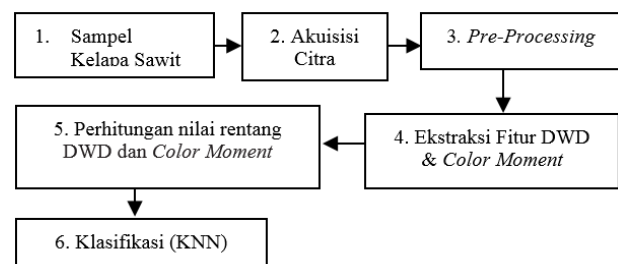 1. Sampel
Kelapa Sawit
2. Akuisisi
Citra
3. Pre-Processing
4. Ekstraksi Fitur DWD
& Color Moment
5. Perhitungan nilai rentang
DWD dan Color Moment
6. Klasifikasi (KNN)